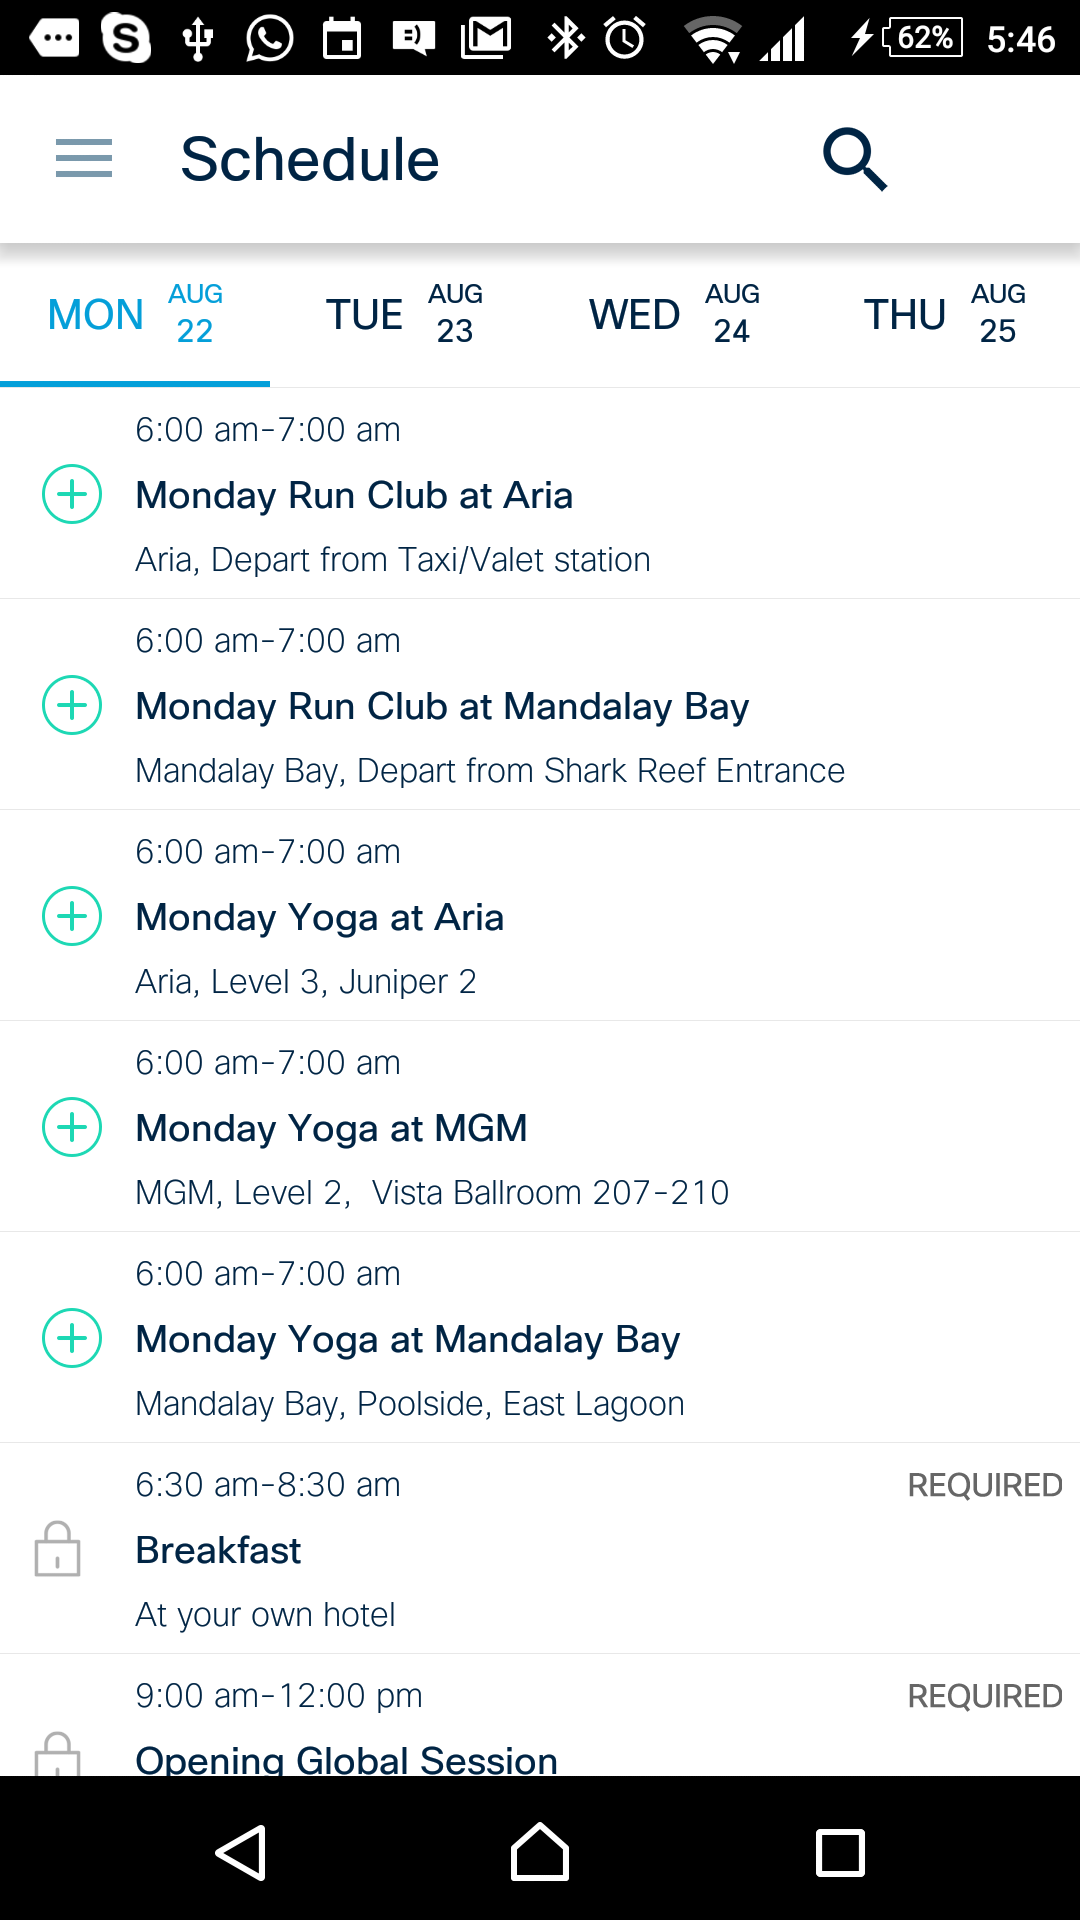 62% 5:46
Schedule
MON AUG 22 TUE AUG 23 WED AUG 24 THU AUG 25
6:00 am-7:00 am
Monday Run Club at Aria
Aria, Depart from Taxi/Valet station
6:00 am-7:00 am
Monday Run Club at Mandalay Bay
Mandalay Bay, Depart from Shark Reef Entrance
6:00 am-7:00 am
Monday Yoga at Aria
Aria, Level 3, Juniper 2
6:00 am-7:00 am
Monday Yoga at MGM
MGM, Level 2,  Vista Ballroom 207-210
6:00 am-7:00 am
Monday Yoga at Mandalay Bay
Mandalay Bay, Poolside, East Lagoon
6:30 am-8:30 am REQUIRED
Breakfast
At your own hotel
9:00 am-12:00 pm REQUIRED
Opening Global Session